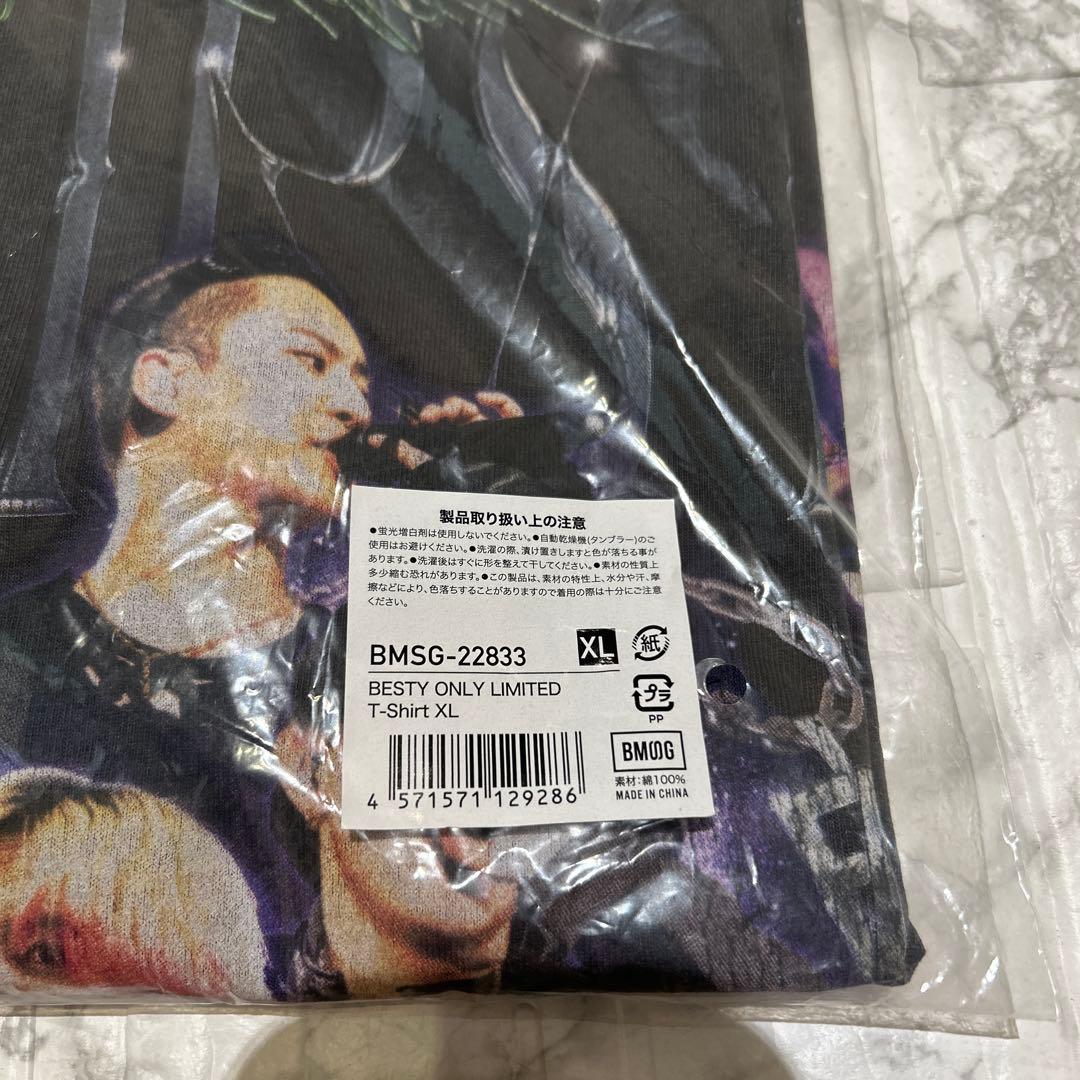 製品取り扱い上の注意
●蛍光増白剤は使用しないでください。●自動乾燥機(タンブラー)のご
使用はお避けください。●洗濯の際、漬け置きしますと色が落ちる事が
あります。●洗濯後はすぐに形を整えて干してください。●素材の性質上
多少縮む恐れがあります。●この製品は、素材の特性上、水分や汗、摩
擦などにより、色落ちすることがありますので着用の際は十分にご注意
ください。
BMSG-22833
XL
紙
BESTY ONLY LIMITED
T-Shirt XL
プラ
PP
BMSG
素材:綿100%
MADE IN CHINA
4 571571 129286